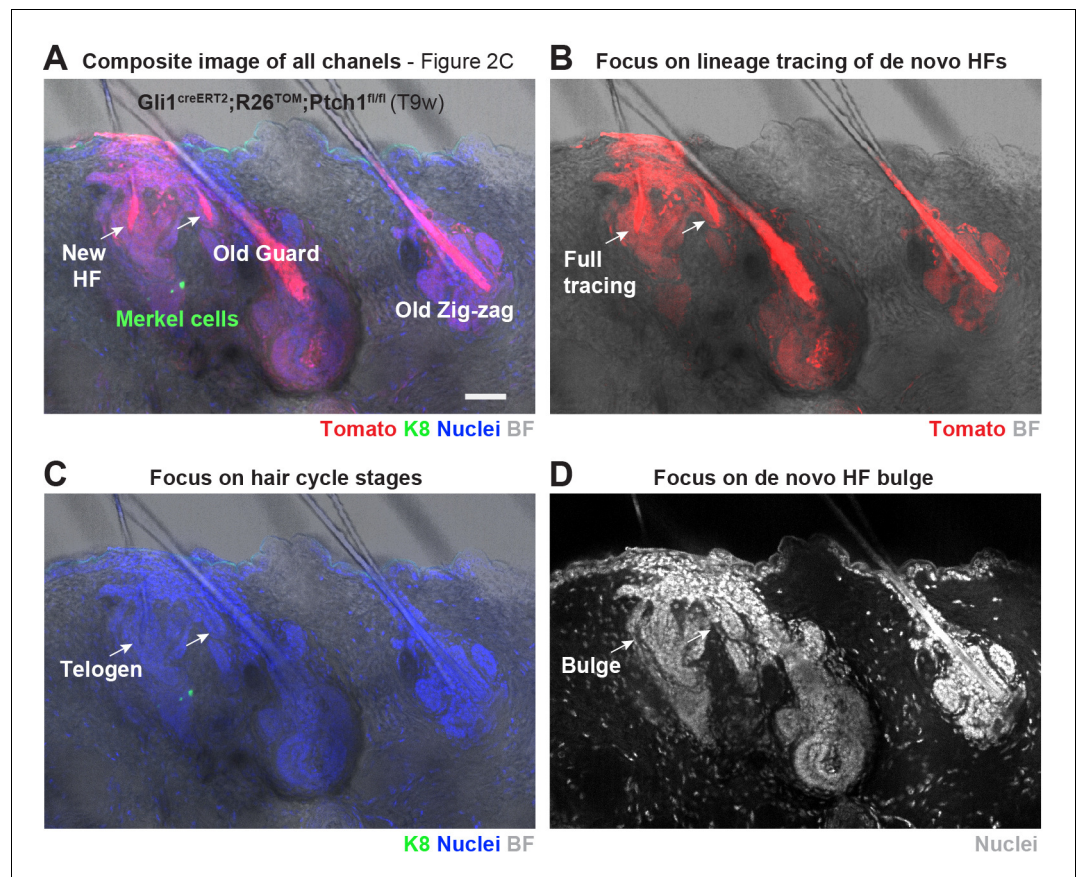 A Composite image of all chanels - Figure 2C
Gli1creERT2;R26TOM;Ptch1fl/fl (T9w)
New
HF
Old Guard
Old Zig-zag
Merkel cells
Tomato K8 Nuclei BF
B Focus on lineage tracing of de novo HFs
Full
tracing
Tomato BF
C Focus on hair cycle stages
Telogen
K8 Nuclei BF
D Focus on de novo HF bulge
Bulge
Nuclei